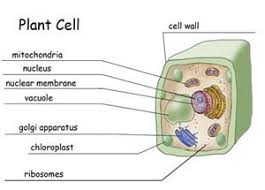 Plant Cell
cell wall
mitochondria
nucleus
nuclear membrane
vacuole
golgi apparatus
chloroplast
ribosomes